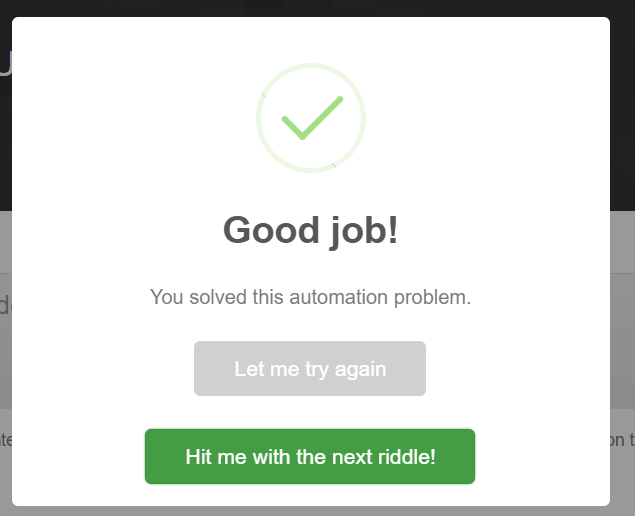 Good job!
You solved this automation problem.
Let me try again
Hit me with the next riddle!